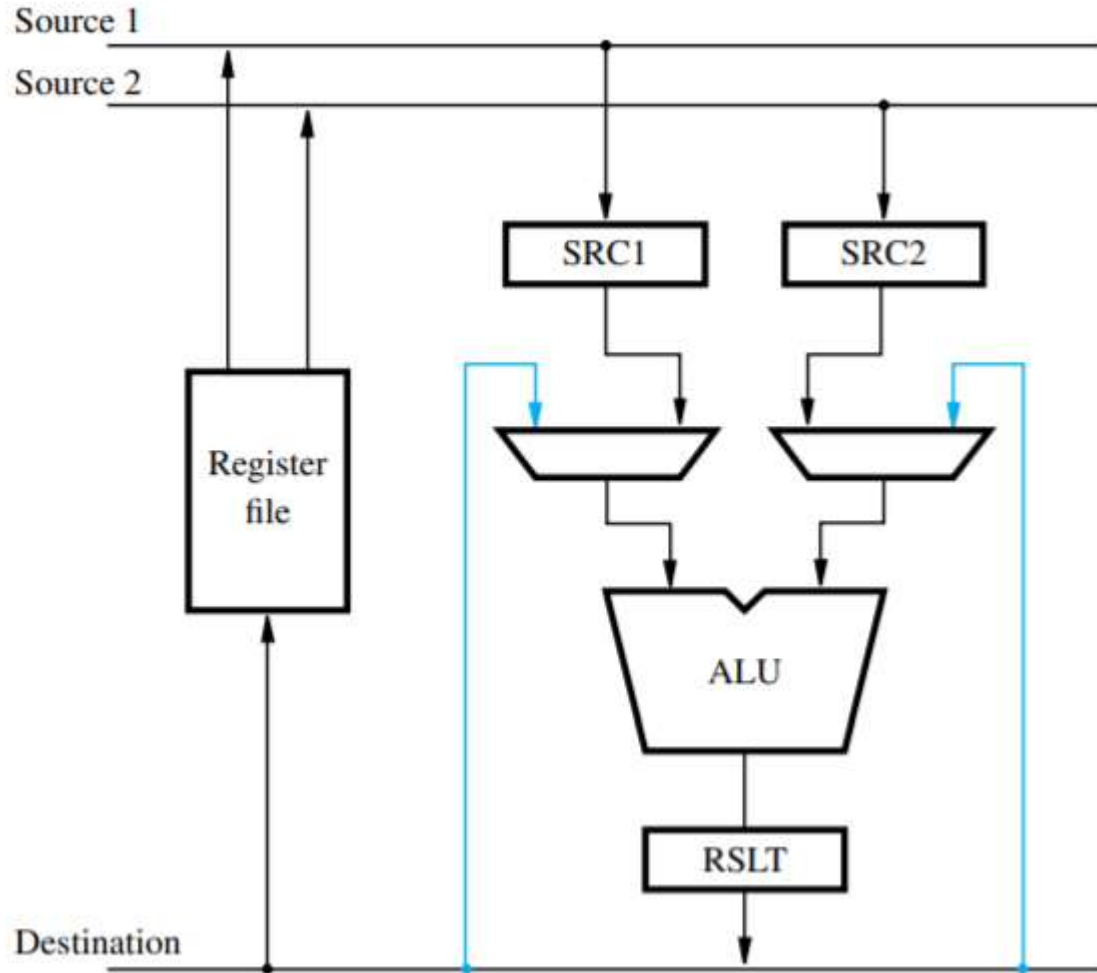 Source 1
Source 2
SRC1
SRC2
Register
file
ALU
RSLT
Destination